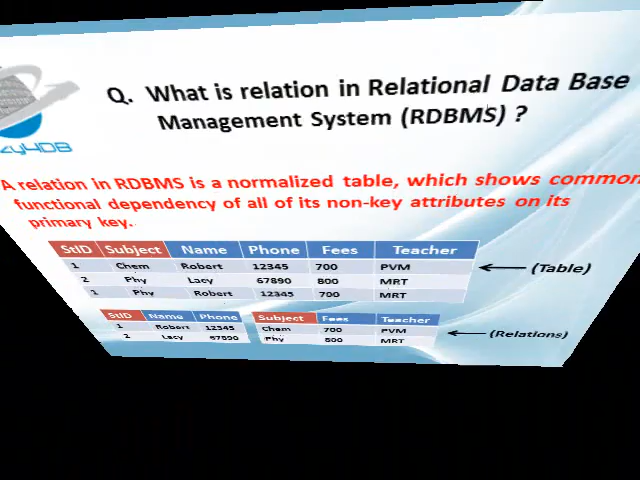 Q. What is relation in Relational Data Base
Management System (RDBMS) ?
A relation in RDBMS is a normalized table, which shows common
functional dependency of all of its non-key attributes on its
primary key.
StID Subject Name Phone Fees Teacher
1 Chem Robert 12345 700 PVM
2 Phy Lacy 67890 800 MRT
1 Phy Robert 12345 700 MRT
(Table)
StID Name Phone
1 Robert 12345
2 Lacy 67890
Subject Fees Teacher
Chem 700 PVM
Phy 800 MRT
(Relations)